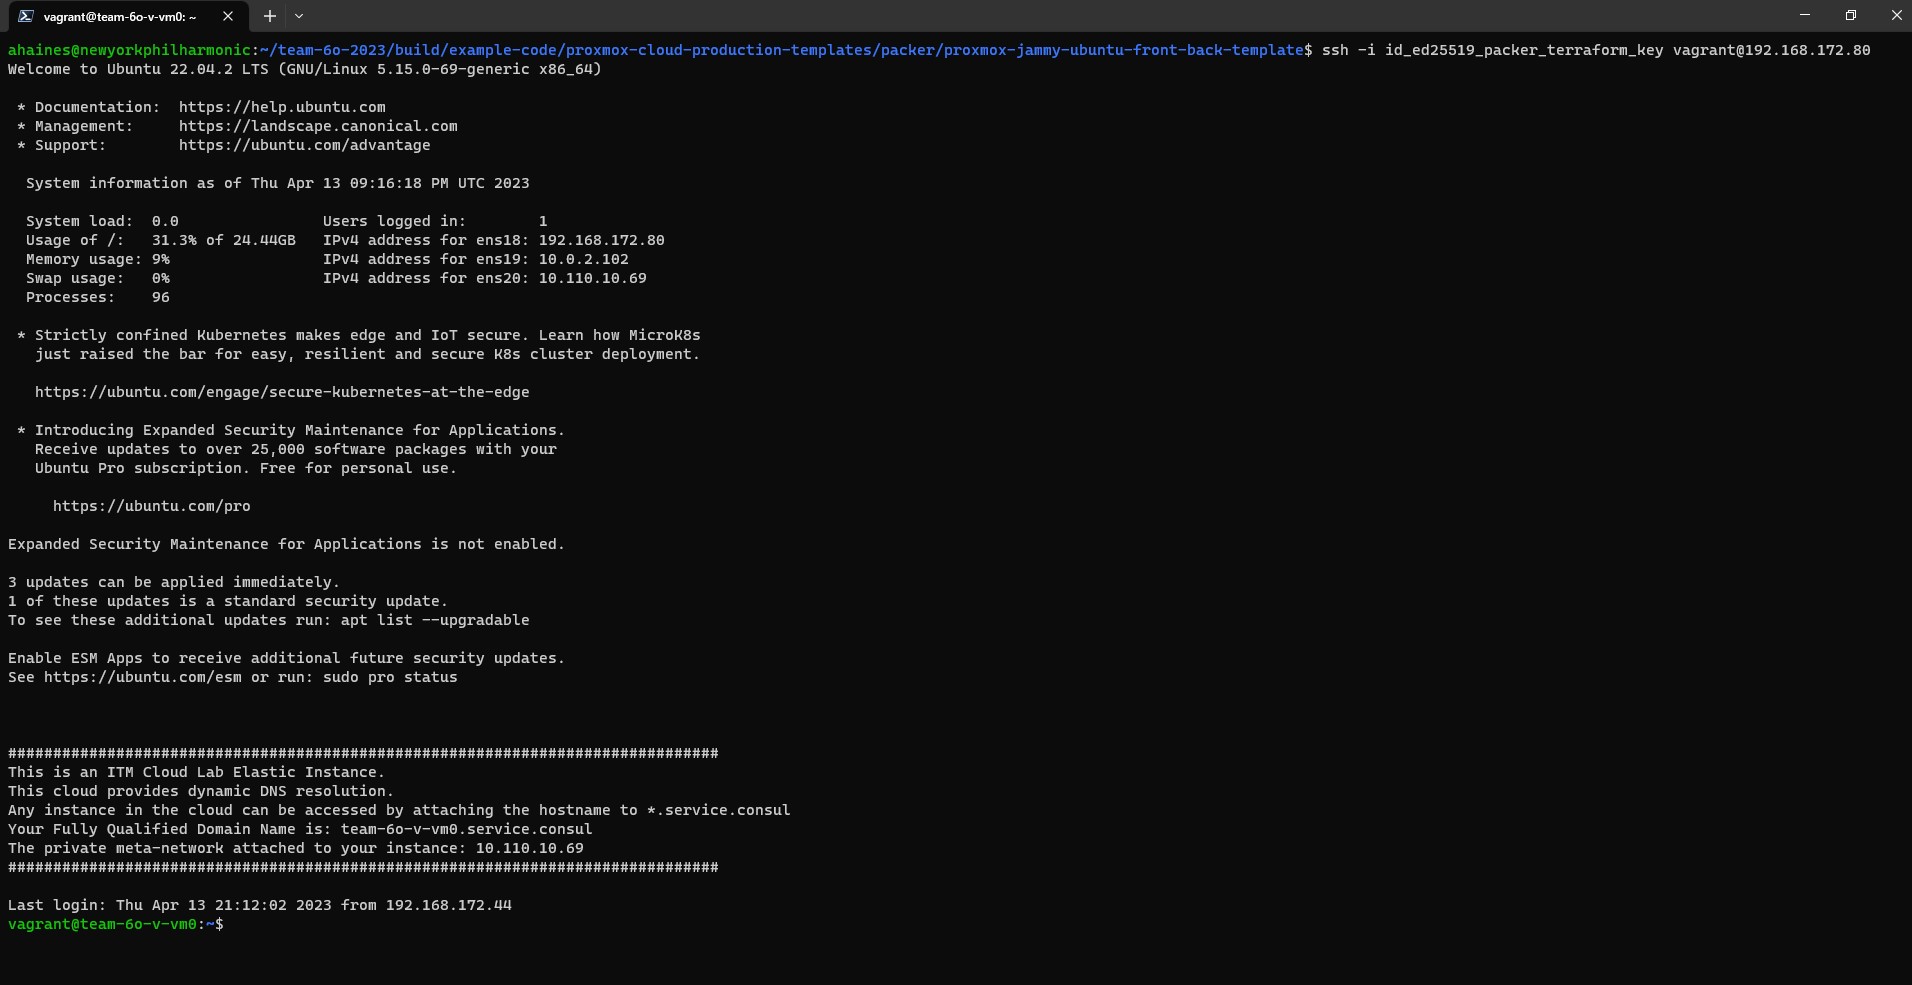 vagrant@team-6o-v-vm0: ~
ahaines@newyorkphilharmonic:~/team-6o-2023/build/example-code/proxmox-cloud-production-templates/packer/proxmox-jammy-ubuntu-front-back-template$ ssh -i id_ed25519_packer_terraform_key vagrant@192.168.172.80
Welcome to Ubuntu 22.04.2 LTS (GNU/Linux 5.15.0-69-generic x86_64)

 * Documentation:  https://help.ubuntu.com
 * Management:     https://landscape.canonical.com
 * Support:        https://ubuntu.com/advantage

  System information as of Thu Apr 13 09:16:18 PM UTC 2023

  System load:  0.0                Users logged in:        1
  Usage of /:   31.3% of 24.44GB   IPv4 address for ens18: 192.168.172.80
  Memory usage: 9%                 IPv4 address for ens19: 10.0.2.102
  Swap usage:   0%                 IPv4 address for ens20: 10.110.10.69
  Processes:    96

 * Strictly confined Kubernetes makes edge and IoT secure. Learn how MicroK8s
   just raised the bar for easy, resilient and secure K8s cluster deployment.

   https://ubuntu.com/engage/secure-kubernetes-at-the-edge

 * Introducing Expanded Security Maintenance for Applications.
   Receive updates to over 25,000 software packages with your
   Ubuntu Pro subscription. Free for personal use.

     https://ubuntu.com/pro

Expanded Security Maintenance for Applications is not enabled.

3 updates can be applied immediately.
1 of these updates is a standard security update.
To see these additional updates run: apt list --upgradable

Enable ESM Apps to receive additional future security updates.
See https://ubuntu.com/esm or run: sudo pro status

###############################################################################
This is an ITM Cloud Lab Elastic Instance.
This cloud provides dynamic DNS resolution.
Any instance in the cloud can be accessed by attaching the hostname to *.service.consul
Your Fully Qualified Domain Name is: team-6o-v-vm0.service.consul
The private meta-network attached to your instance: 10.110.10.69
###############################################################################

Last login: Thu Apr 13 21:12:02 2023 from 192.168.172.44
vagrant@team-6o-v-vm0:~$